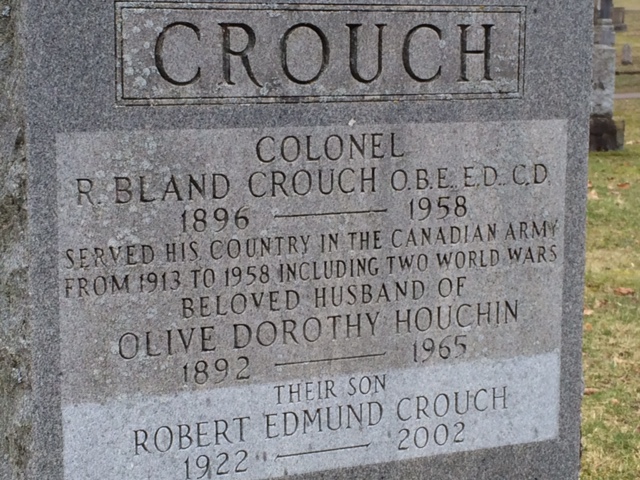 CROUCH
COLONEL
R. BLAND CROUCH O.B.E., E.D., C.D.
1896 — 1958
SERVED HIS COUNTRY IN THE CANADIAN ARMY
FROM 1913 TO 1958 INCLUDING TWO WORLD WARS
BELOVED HUSBAND OF
OLIVE DOROTHY HOUCHIN
1892 — 1965
THEIR SON
ROBERT EDMUND CROUCH
1922 — 2002